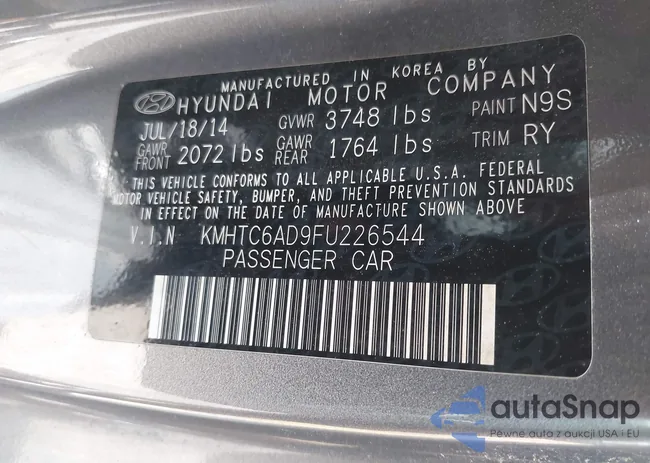 MANUFACTURED IN KOREA BY
HYUNDAI MOTOR COMPANY
JUL/18/14 GVWR 3748 lbs PAINT N9S
GAWR FRONT 2072 lbs GAWR REAR 1764 lbs TRIM RY
THIS VEHICLE CONFORMS TO ALL APPLICABLE U.S.A. FEDERAL
MOTOR VEHICLE SAFETY, BUMPER, AND THEFT PREVENTION STANDARDS
IN EFFECT ON THE DATE OF MANUFACTURE SHOWN ABOVE
V.I.N KMHTC6AD9FU226544
PASSENGER CAR
autaSnap
Pewne auta z aukcji USA i EU